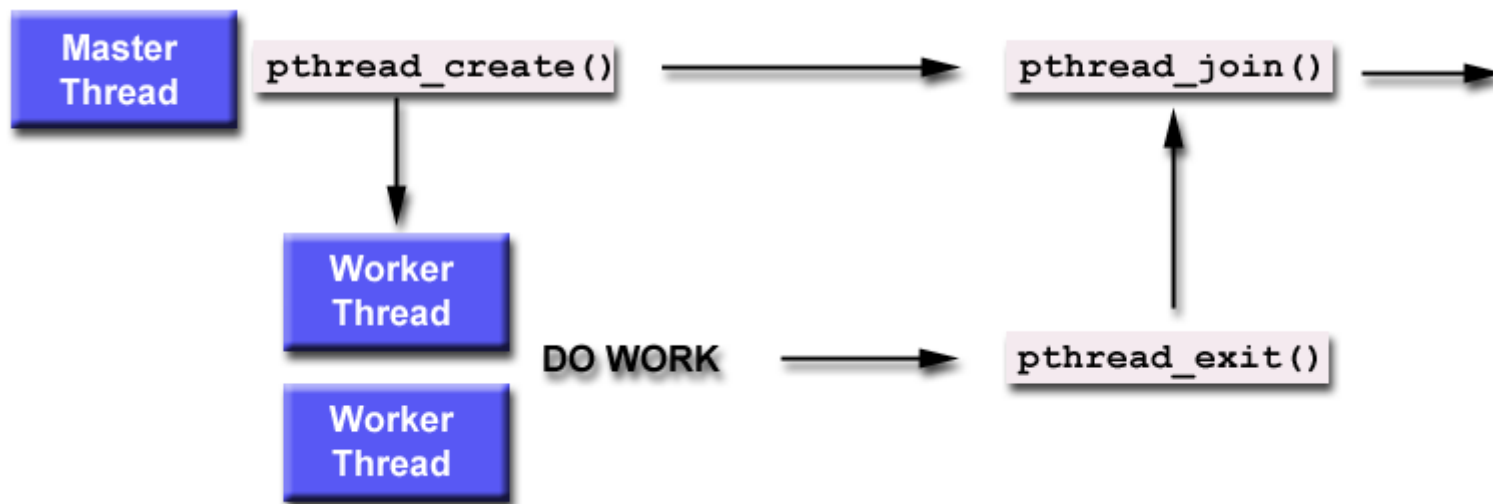 Master
Thread
pthread_create()
pthread_join()
Worker
Thread
DO WORK
pthread_exit()
Worker
Thread